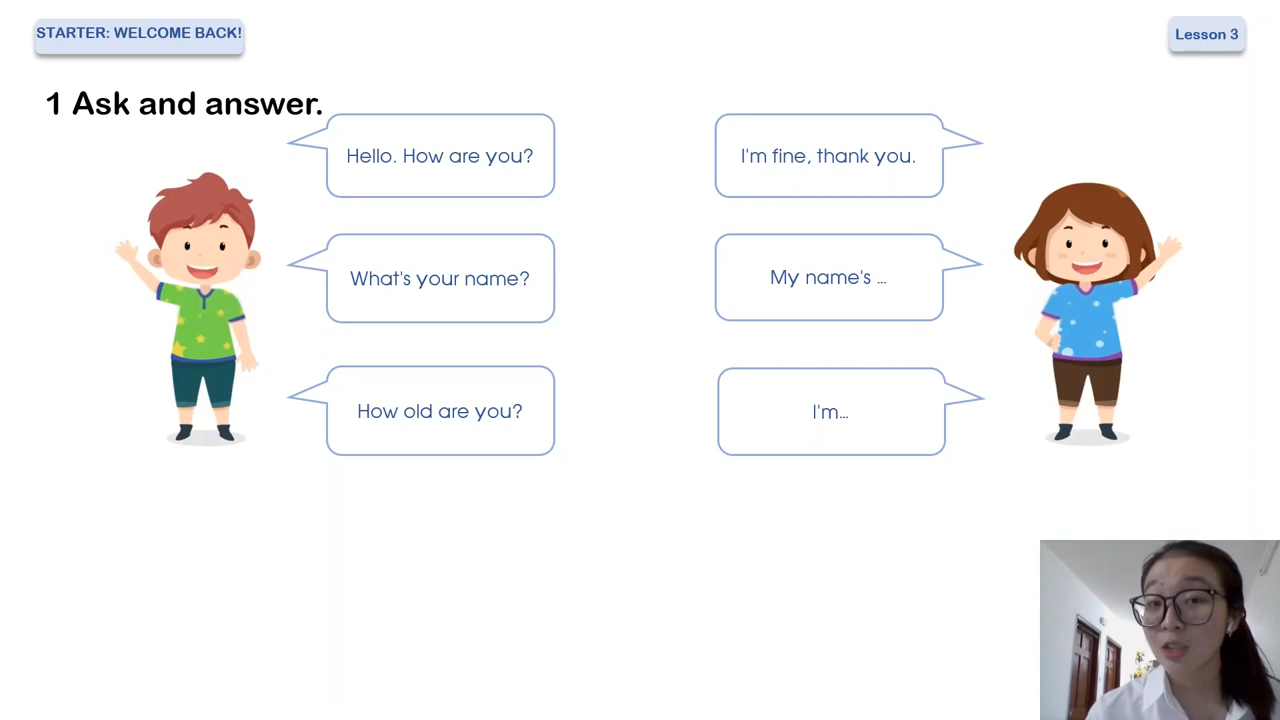 STARTER: WELCOME BACK!
Lesson 3
1 Ask and answer.
Hello. How are you?
I'm fine, thank you.
What's your name?
My name's ...
How old are you?
I'm...